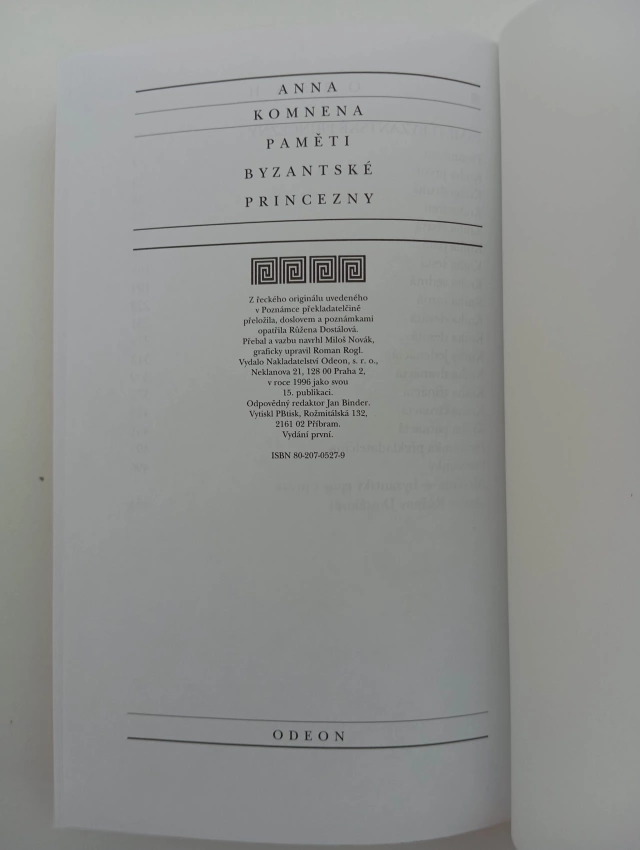 ANNA
KOMNENA
PAMĚTI
BYZANTSKÉ
PRINCEZNY
Z řeckého originálu uvedeného
v Poznámce překladatelčině
přeložila, doslovem a poznámkami
opatřila Růžena Dostálová.
Přebal a vazbu navrhl Miloš Novák,
graficky upravil Roman Rogl.
Vydalo Nakladatelství Odeon, s. r. o.,
Neklanova 21, 128 00 Praha 2,
v roce 1996 jako svou
15. publikaci.
Odpovědný redaktor Jan Binder.
Vytiskl PBtisk, Rožmitálská 132,
2161 02 Příbram.
Vydání první.
ISBN 80-207-0527-9
ODEON